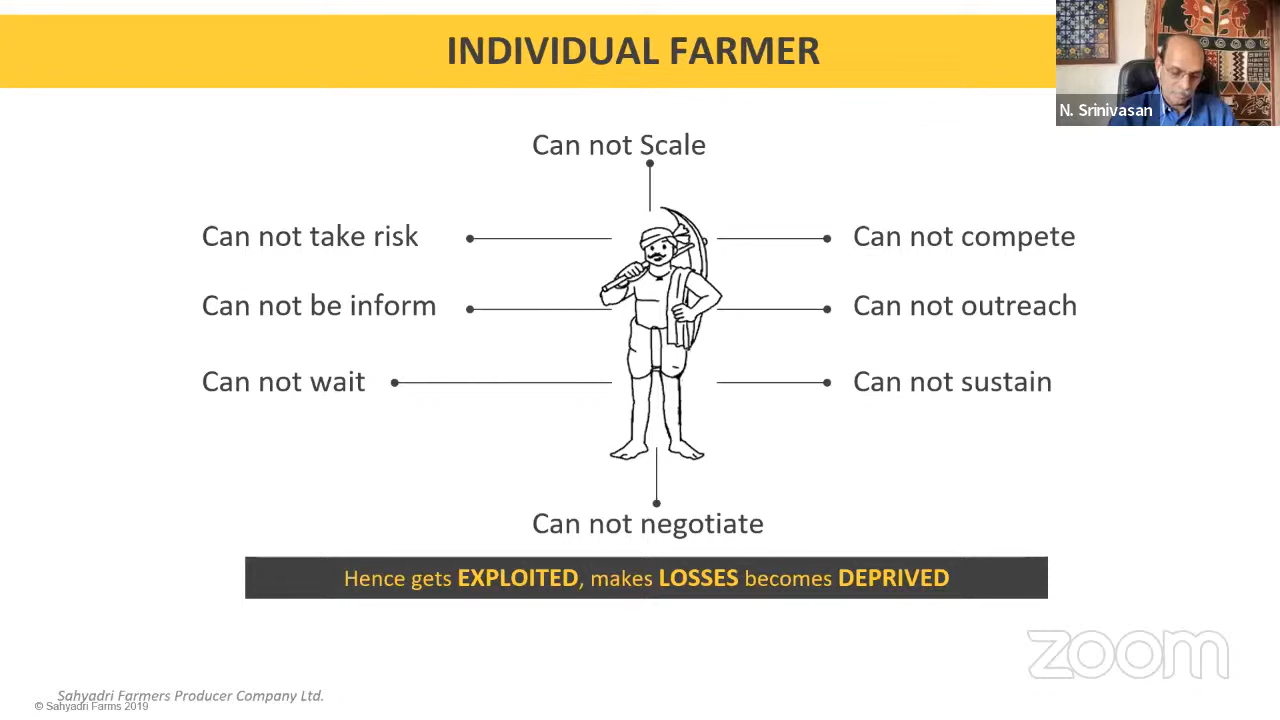 INDIVIDUAL FARMER
N. Srinivasan
Can not Scale
Can not take risk
Can not compete
Can not be inform
Can not outreach
Can not wait
Can not sustain
Can not negotiate
Hence gets EXPLOITED, makes LOSSES becomes DEPRIVED
zoom
Sahyadri Farmers Producer Company Ltd.
© Sahyadri Farms 2019